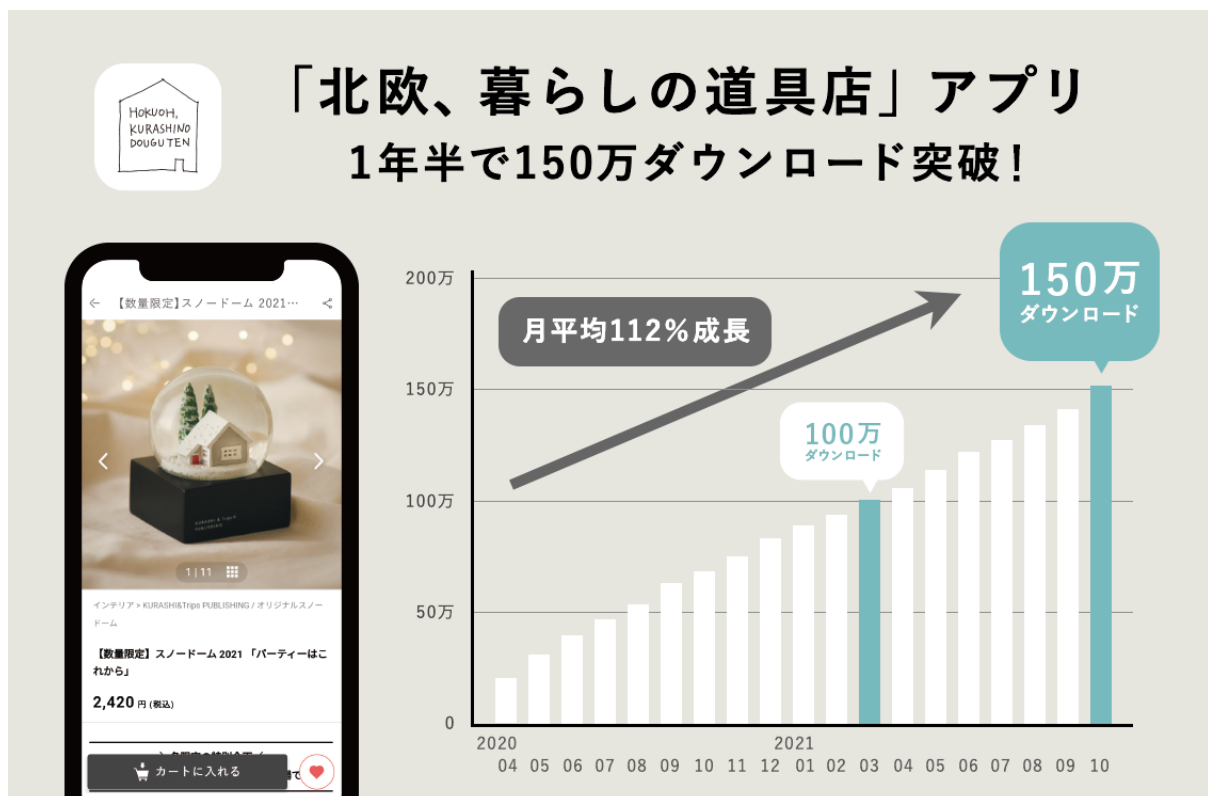 HOKUOH,
KURASHINO
DOUGUTEN
「北欧、暮らしの道具店」アプリ
1年半で150万ダウンロード突破！
【数量限定】スノードーム 2021…
1 | 11
インテリア > KURASHI&Trips PUBLISHING / オリジナルスノー
ドーム
【数量限定】スノードーム 2021 「パーティーはこ
れから」
2,420 円 (税込)
カートに入れる
月平均112%成長
150万
ダウンロード
100万
ダウンロード
200万
150万
100万
50万
0
2020 2021
04 05 06 07 08 09 10 11 12 01 02 03 04 05 06 07 08 09 10